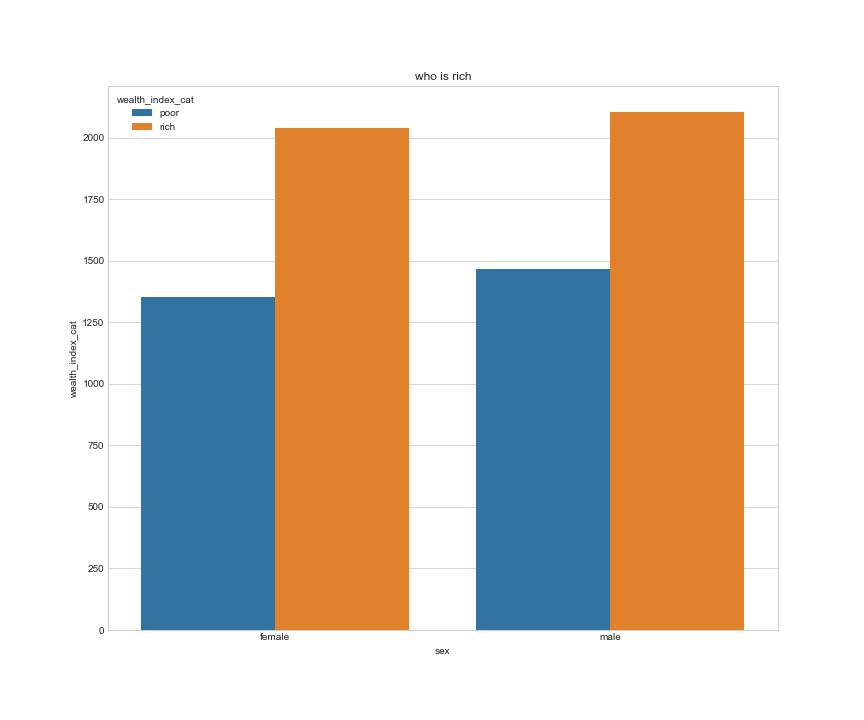 who is rich
wealth_index_cat
poor
rich
2000
1750
1500
1250
1000
750
500
250
0
wealth_index_cat
female male
sex